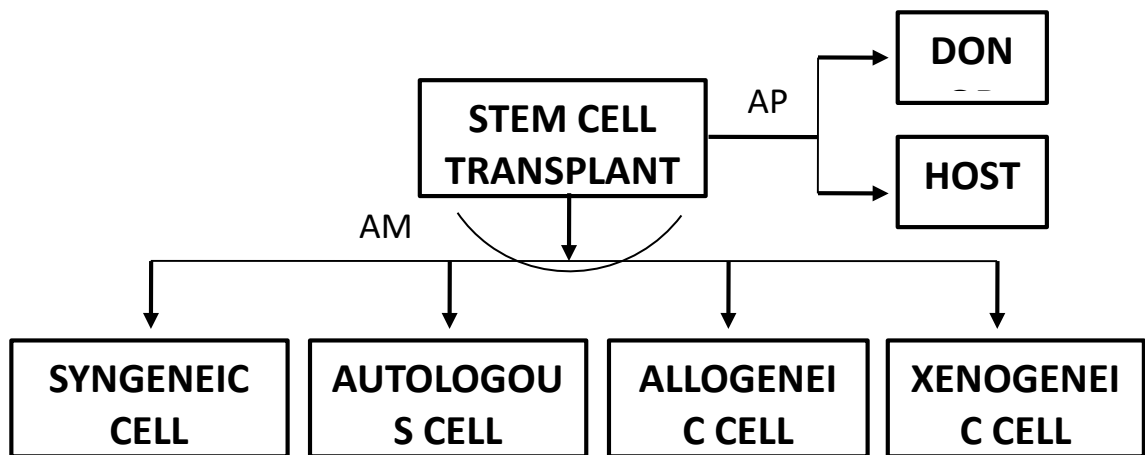 DON
STEM CELL
TRANSPLANT
AP
HOST
AM
SYNGENEIC
CELL
AUTOLOGOU
S CELL
ALLOGENEI
C CELL
XENOGENEI
C CELL